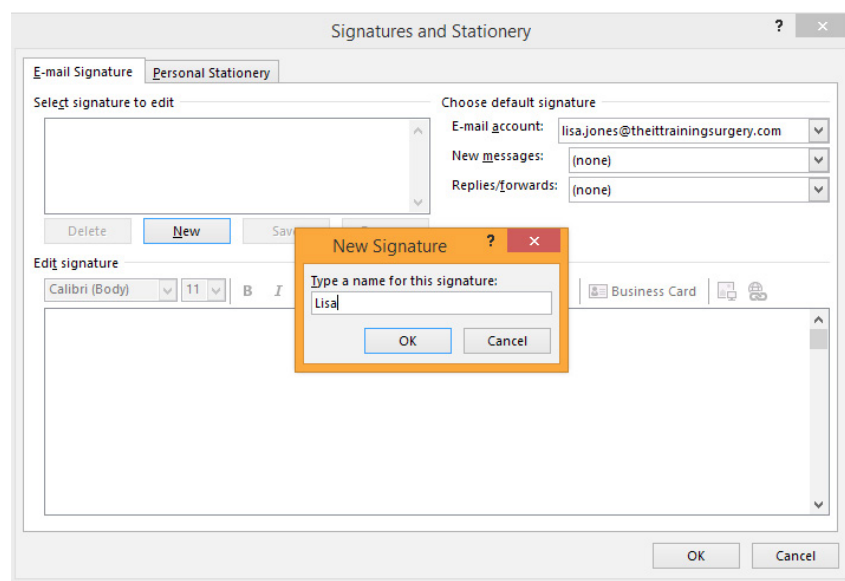 Signatures and Stationery ?
E-mail Signature Personal Stationery
Select signature to edit
Choose default signature
E-mail account: lisa.jones@theittrainingsurgery.com
New messages: (none)
Replies/forwards: (none)
Delete New Sav
New Signature ?
Type a name for this signature:
Lisa
OK Cancel
Edit signature
Calibri (Body) 11 B I
Business Card
OK Cancel